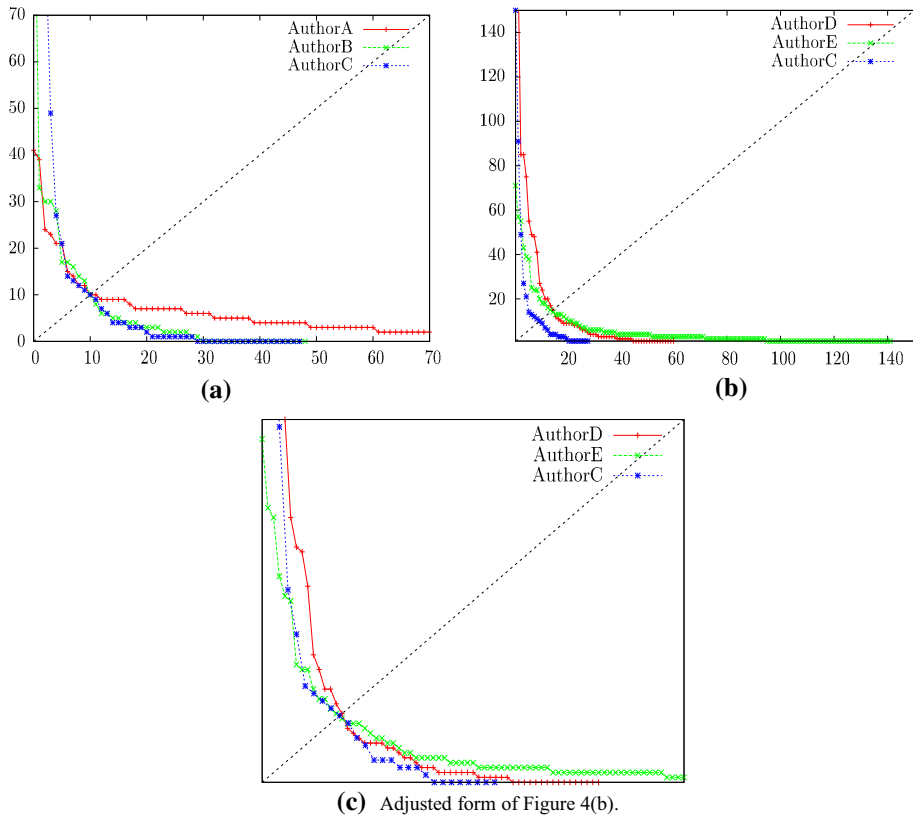 70
60
50
40
30
20
10
0
0 10 20 30 40 50 60 70
AuthorA
AuthorB
AuthorC
(a)
140
120
100
80
60
40
20
20 40 60 80 100 120 140
AuthorD
AuthorE
AuthorC
(b)
AuthorD
AuthorE
AuthorC
(c) Adjusted form of Figure 4(b).